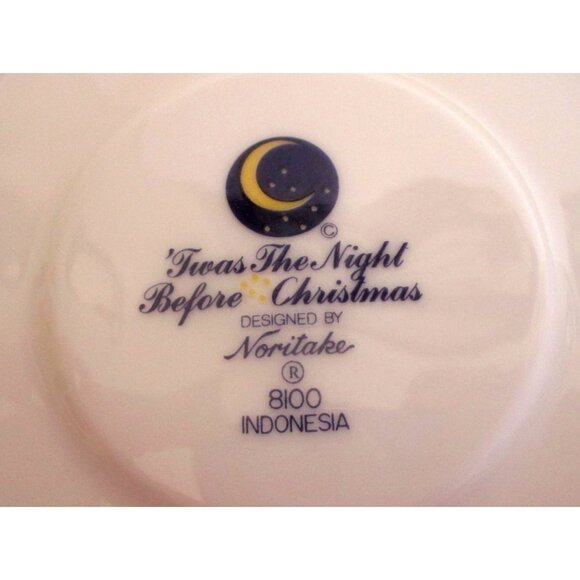 ©
'Twas The Night
Before Christmas
DESIGNED BY
Noritake
®
8100
INDONESIA